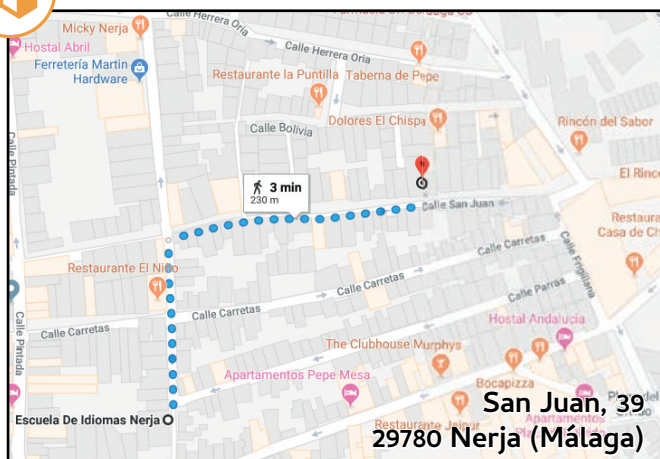 Calle Herrera Oria
Micky Nerja
Hostal Abril
Calle Herrera Oria
Ferretería Martin
Hardware
Restaurante la Puntilla
Taberna de Pepe
Calle Bolivia
Dolores El Chispa
Rincón del Sabor
Calle Pintada
El Rinco
3 min
230 m
Calle San Juan
Restaura
Casa de Ch
Calle Carretas
Calle Frigiliana
Restaurante El Niño
Calle Carretas
Calle Parras
Calle Carretas
Calle Carretas
Calle Pintada
Hostal Andalucía
The Clubhouse Murphys
Apartamentos Pepe Mesa
Bocapizza
Escuela De Idiomas Nerja
San Juan, 39
29780 Nerja (Málaga)